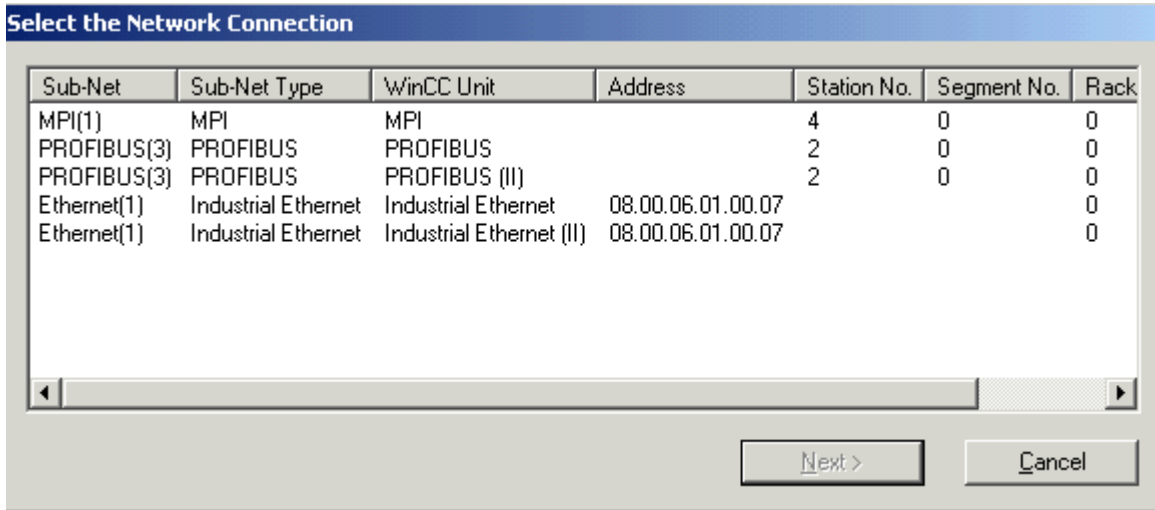 Select the Network Connection
Sub-Net Sub-Net Type WinCC Unit Address Station No. Segment No. Rack
MPI(1) MPI MPI 4 0 0
PROFIBUS(3) PROFIBUS PROFIBUS 2 0 0
PROFIBUS(3) PROFIBUS PROFIBUS (II) 2 0 0
Ethernet(1) Industrial Ethernet Industrial Ethernet 08.00.06.01.00.07 0
Ethernet(1) Industrial Ethernet Industrial Ethernet (II) 08.00.06.01.00.07 0
Next > Cancel